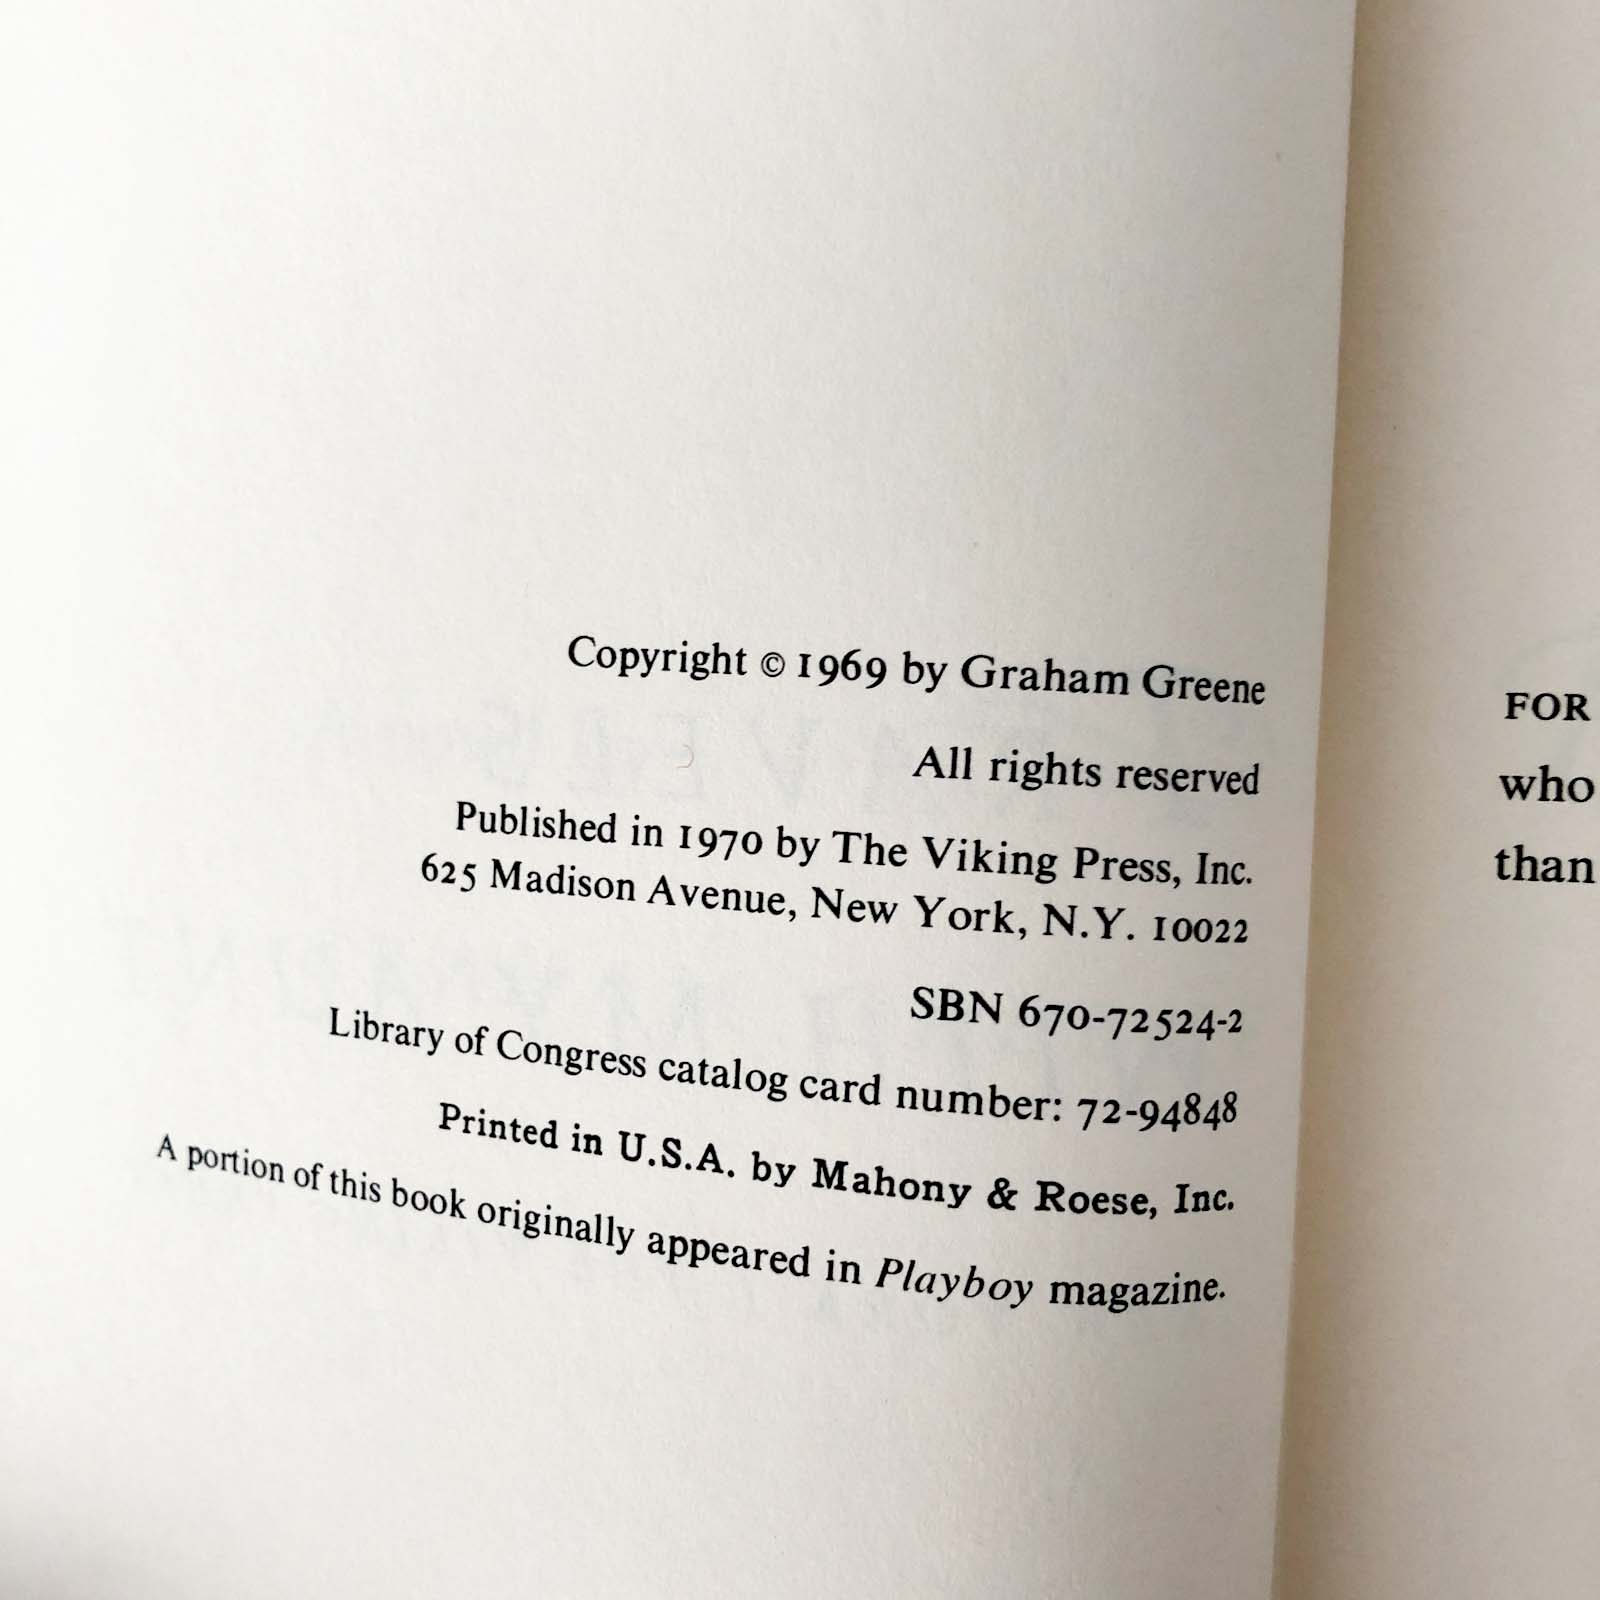 Copyright © 1969 by Graham Greene
All rights reserved
Published in 1970 by The Viking Press, Inc.
625 Madison Avenue, New York, N.Y. 10022
SBN 670-72524-2
Library of Congress catalog card number: 72-94848
Printed in U.S.A. by Mahony & Roese, Inc.
A portion of this book originally appeared in Playboy magazine.
FOR
who
than